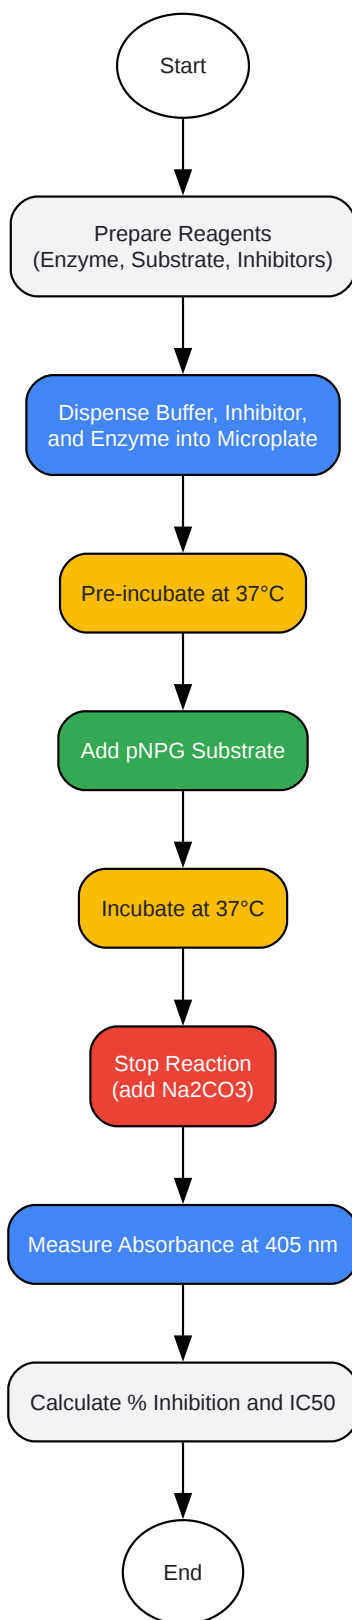 Start
Prepare Reagents
(Enzyme, Substrate, Inhibitors)
Dispense Buffer, Inhibitor,
and Enzyme into Microplate
Pre-incubate at 37°C
Add pNPG Substrate
Incubate at 37°C
Stop Reaction
(add Na2CO3)
Measure Absorbance at 405 nm
Calculate % Inhibition and IC50
End